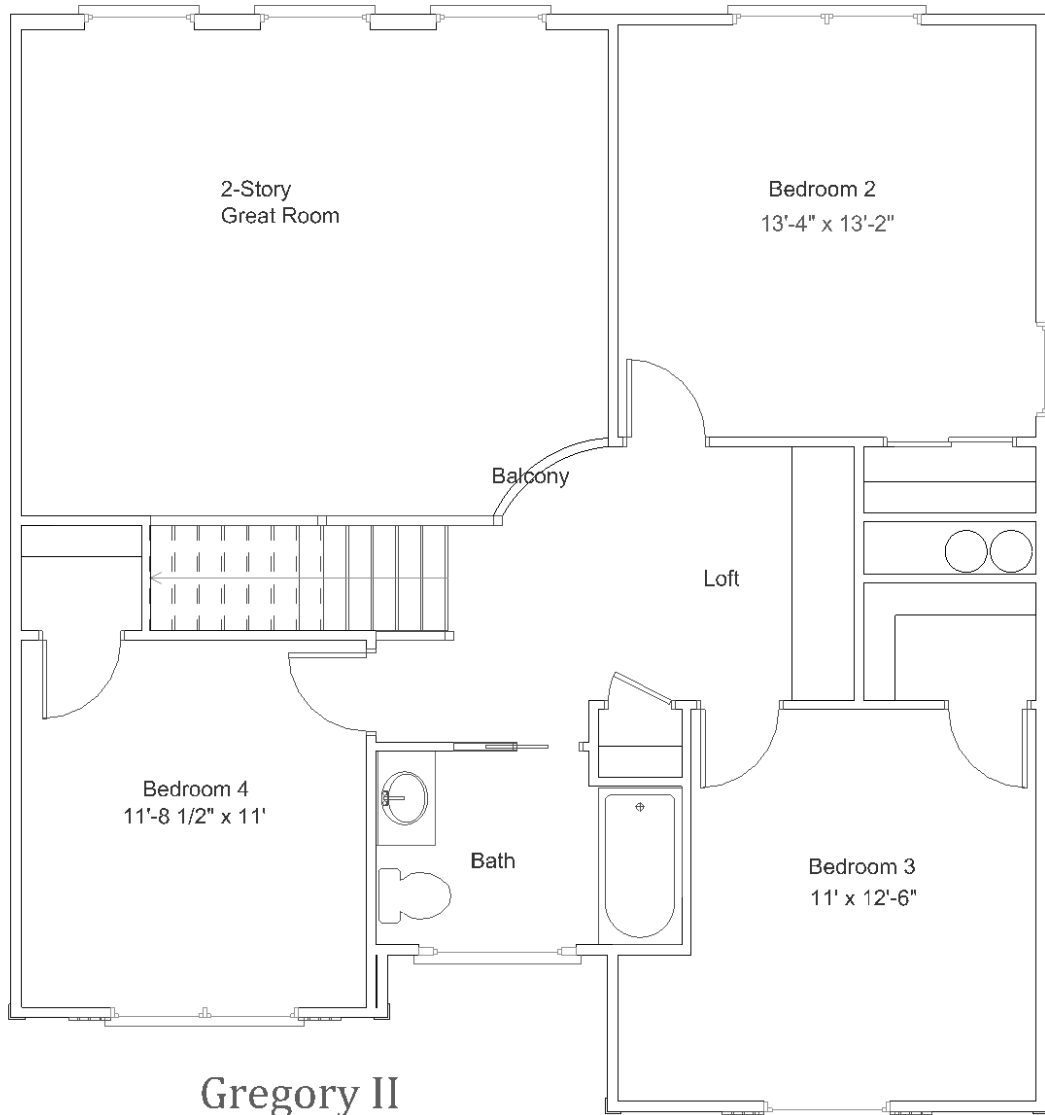 2-Story
Great Room
Bedroom 2
13'-4" x 13'-2"
Balcony
Loft
Bedroom 4
11'-8 1/2" x 11'
Bath
Bedroom 3
11' x 12'-6"
Gregory II